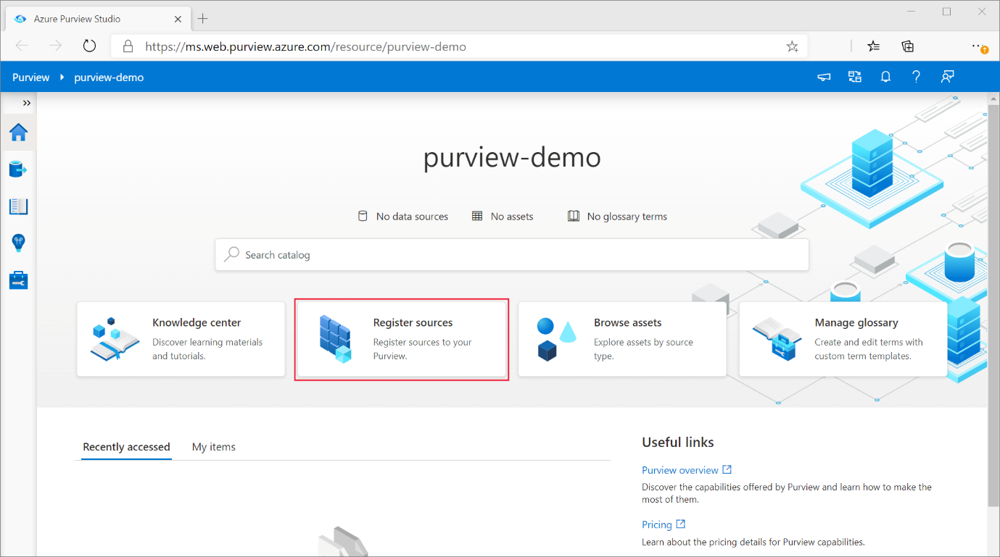 Azure Purview Studio
https://ms.web.purview.azure.com/resource/purview-demo
Purview
purview-demo
purview-demo
No data sources
No assets
No glossary terms
Search catalog
Knowledge center
Discover learning materials
and tutorials.
Register sources
Register sources to your
Purview.
Browse assets
Explore assets by source
type.
Manage glossary
Create and edit terms with
custom term templates.
Recently accessed
My items
Useful links
Purview overview
Discover the capabilities offered by Purview and learn how to make the
most of them.
Pricing
Learn about the pricing details for Purview capabilities.